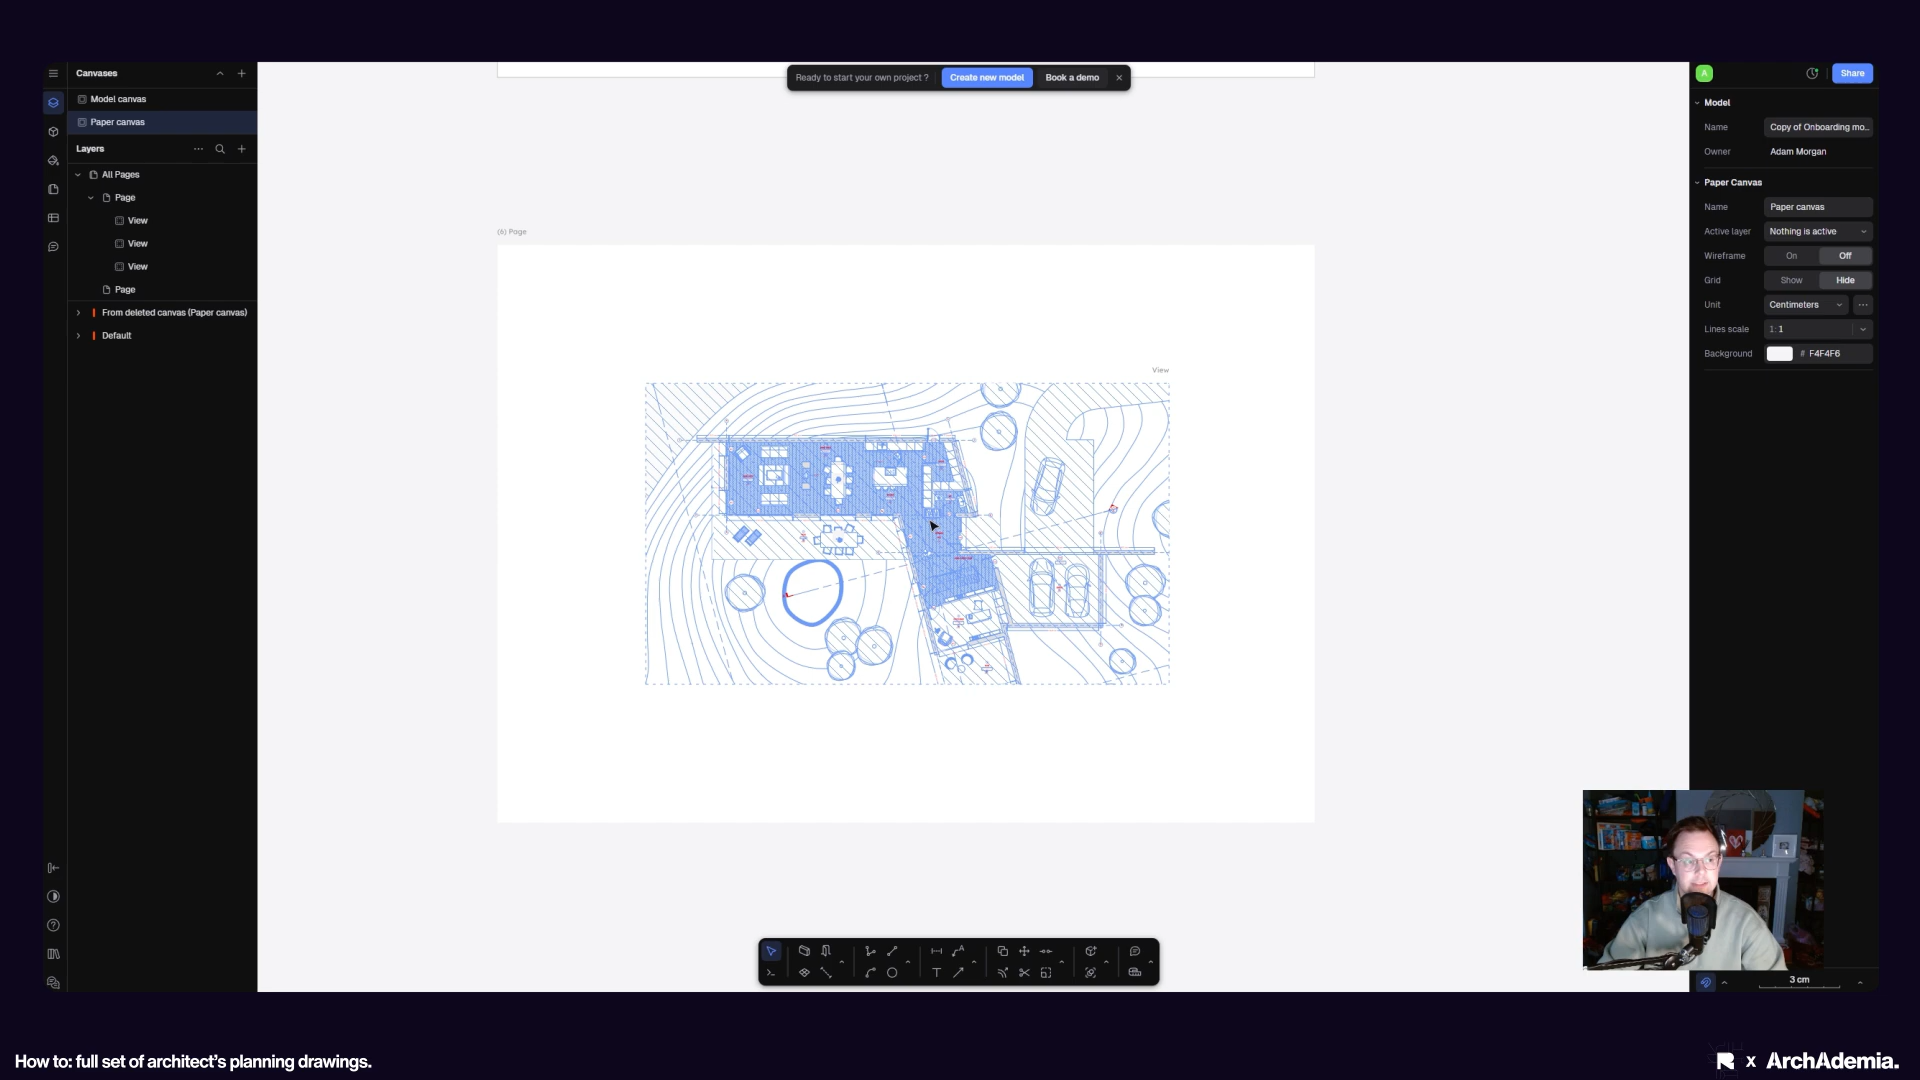 Canvases
Model canvas
Paper canvas
Layers
All Pages
Page
View
View
View
Page
From deleted canvas (Paper canvas)
Default
Ready to start your own project ?
Create new model
Book a demo
(6) Page
View
A
Share
Model
Name
Copy of Onboarding mo...
Owner
Adam Morgan
Paper Canvas
Name
Paper canvas
Active layer
Nothing is active
Wireframe
On
Off
Grid
Show
Hide
Unit
Centimeters
Lines scale
1: 1
Background
# F4F4F6
3 cm
How to: full set of architect's planning drawings.
R x ArchAdemia.